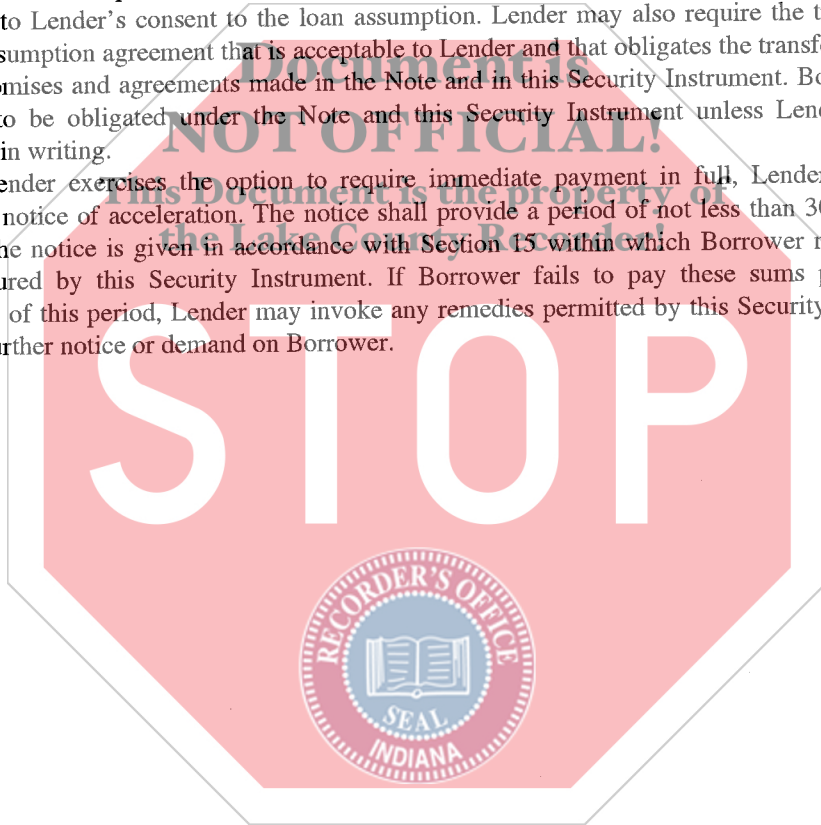 to Lender's consent to the loan assumption. Lender may also require the t
sumption agreement that is acceptable to Lender and that obligates the transf
mises and agreements made in the Note and in this Security Instrument. Bo
to be obligated under the Note and this Security Instrument unless Len
in writing.
ender exercises the option to require immediate payment in full, Lender
notice of acceleration. The notice shall provide a period of not less than 30
he notice is given in accordance with Section 15 within which Borrower
ured by this Security Instrument. If Borrower fails to pay these sums
of this period, Lender may invoke any remedies permitted by this Security
rther notice or demand on Borrower.
Document is
NOT OFFICIAL!
This Document is the property of
the Lake County Recorder!
STOP
RECORDER'S OFFICE
SEAL
INDIANA